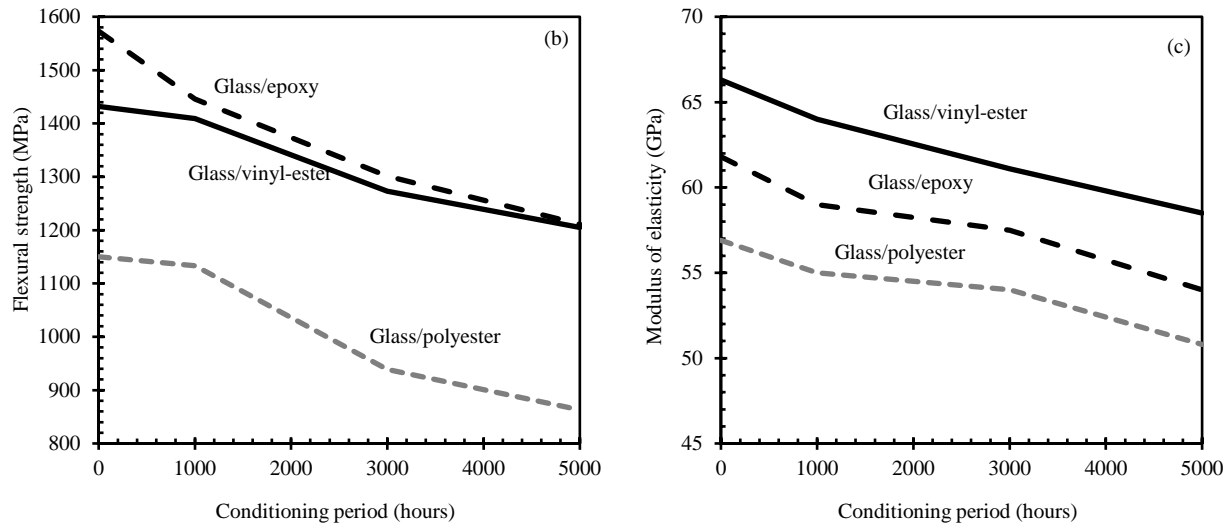 1600
1500
1400
1300
1200
1100
1000
900
800
Flexural strength (MPa)
(b)
Glass/epoxy
Glass/vinyl-ester
Glass/polyester
0 1000 2000 3000 4000 5000
Conditioning period (hours)
70
65
60
55
50
45
Modulus of elasticity (GPa)
(c)
Glass/vinyl-ester
Glass/epoxy
Glass/polyester
0 1000 2000 3000 4000 5000
Conditioning period (hours)